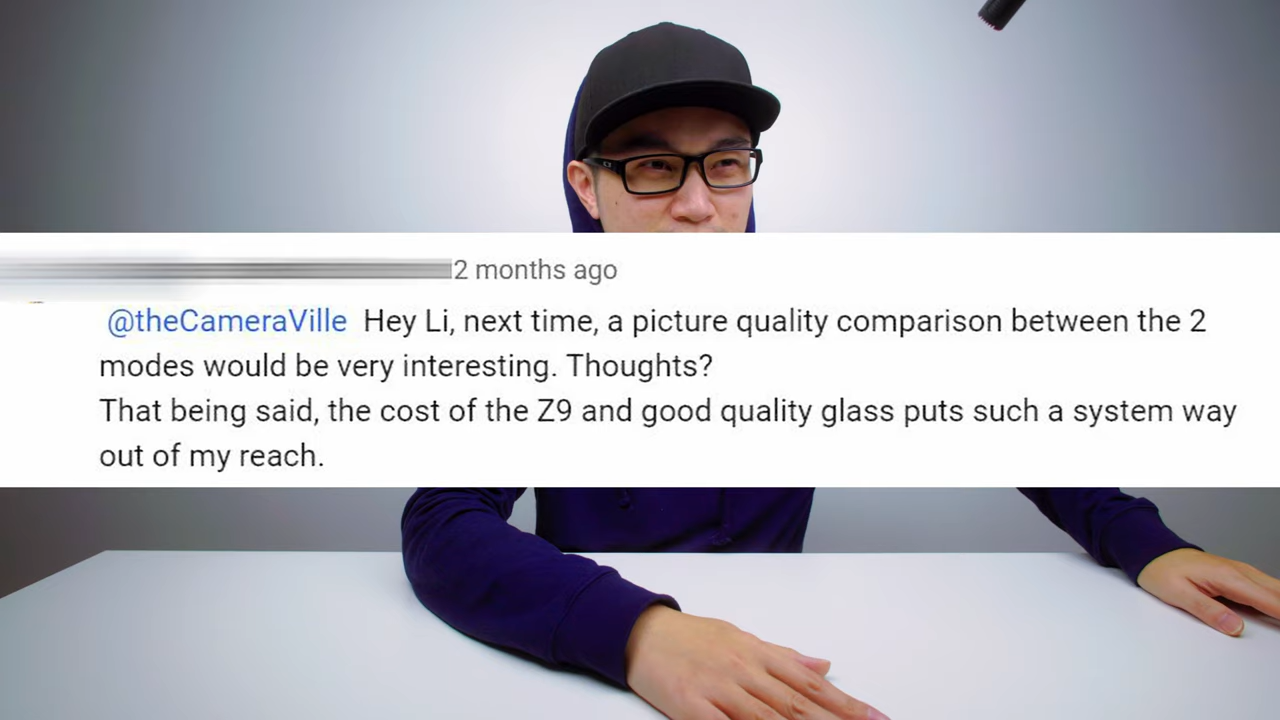 2 months ago
@theCameraVille Hey Li, next time, a picture quality comparison between the 2
modes would be very interesting. Thoughts?
That being said, the cost of the Z9 and good quality glass puts such a system way
out of my reach.